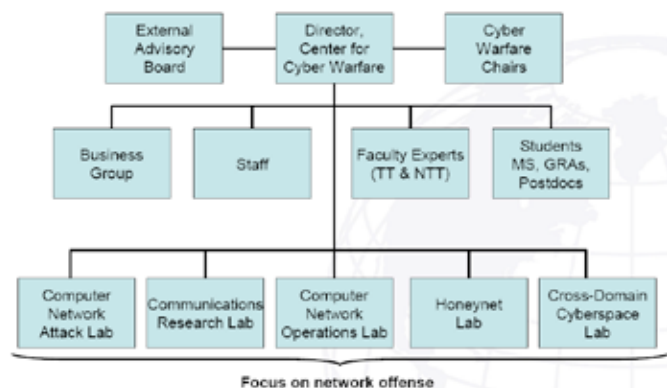 External
Advisory
Board
Director,
Center for
Cyber Warfare
Cyber
Warfare
Chairs
Business
Group
Staff
Faculty Experts
(TT & NTT)
Students
MS, GRAs,
Postdocs
Computer
Network
Attack Lab
Communications
Research Lab
Computer
Network
Operations Lab
Honeynet
Lab
Cross-Domain
Cyberspace
Lab
Focus on network offense